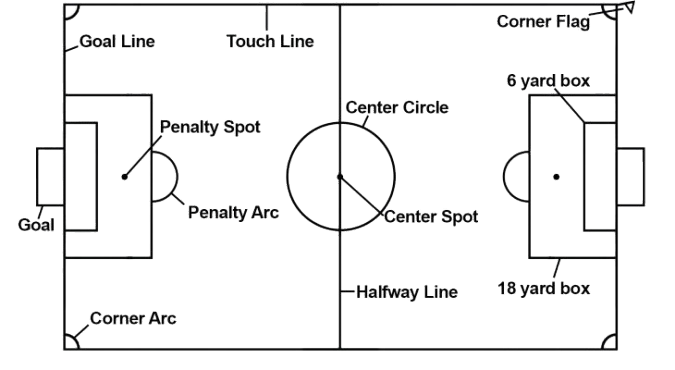 Corner Flag
Goal Line
Touch Line
6 yard box
Center Circle
Penalty Spot
Penalty Arc
Center Spot
Goal
18 yard box
Halfway Line
Corner Arc